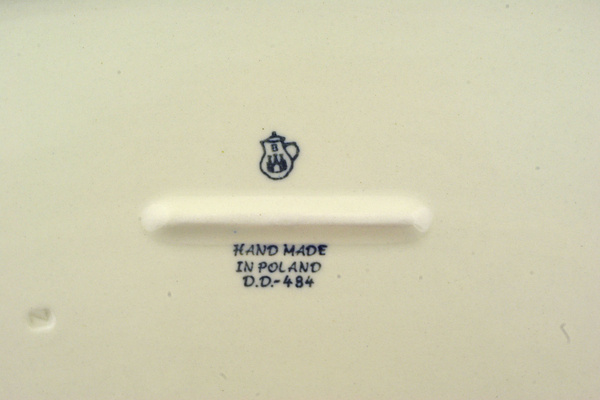 B
HAND MADE
IN POLAND
D.D.-484